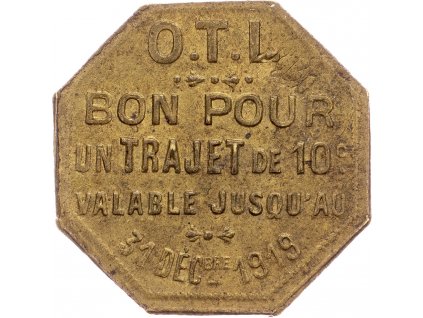 O.T.L
BON POUR
UN TRAJET DE 10c
VALABLE JUSQU'AU
31 DÉCBRE 1919